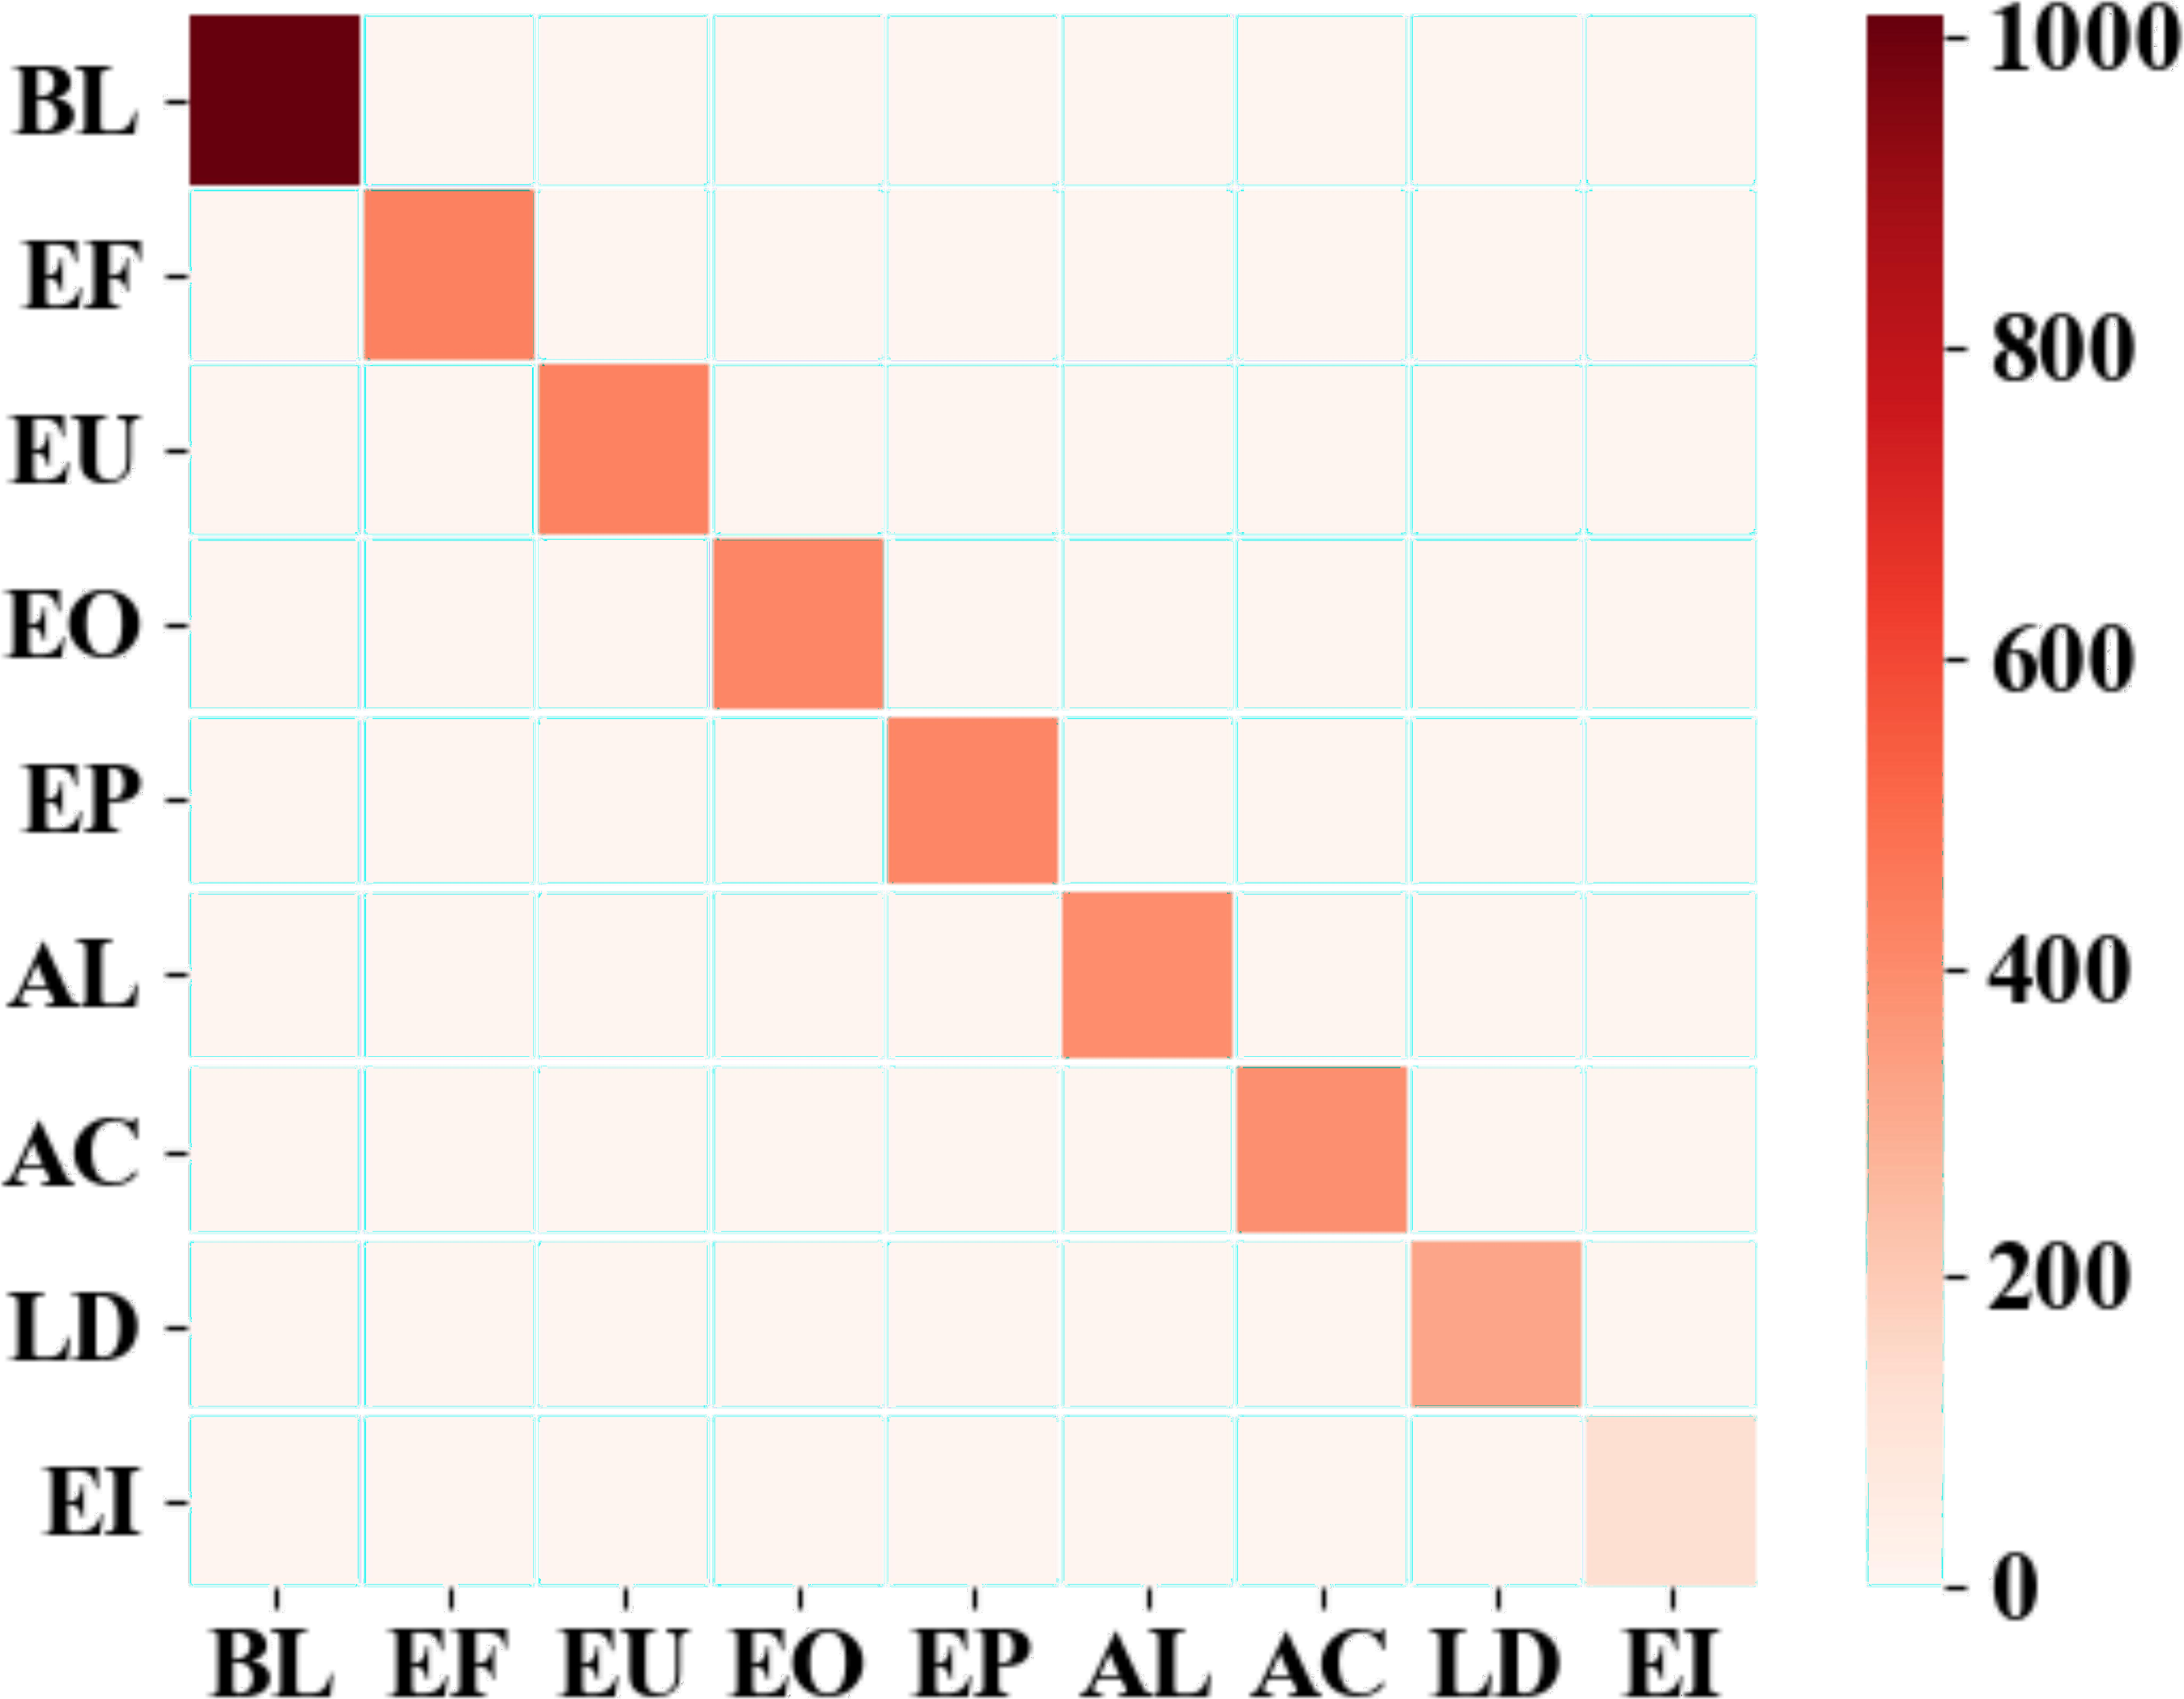 BL
EF
EU
EO
EP
AL
AC
LD
EI
BL EF EU EO EP AL AC LD EI
1000
800
600
400
200
0